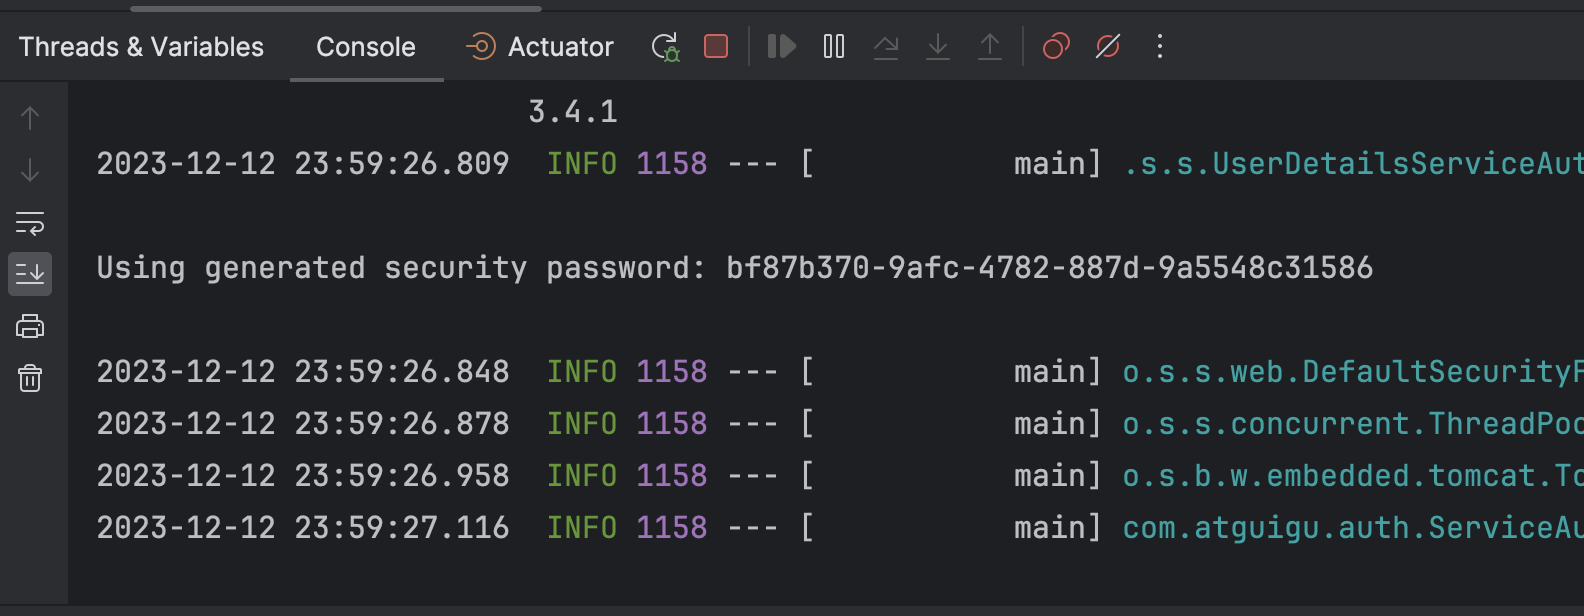 Threads & Variables Console Actuator
3.4.1
2023-12-12 23:59:26.809  INFO 1158 --- [           main] .s.s.UserDetailsServiceAut
Using generated security password: bf87b370-9afc-4782-887d-9a5548c31586
2023-12-12 23:59:26.848  INFO 1158 --- [           main] o.s.s.web.DefaultSecurityF
2023-12-12 23:59:26.878  INFO 1158 --- [           main] o.s.s.concurrent.ThreadPoo
2023-12-12 23:59:26.958  INFO 1158 --- [           main] o.s.b.w.embedded.tomcat.To
2023-12-12 23:59:27.116  INFO 1158 --- [           main] com.atguigu.auth.ServiceAu